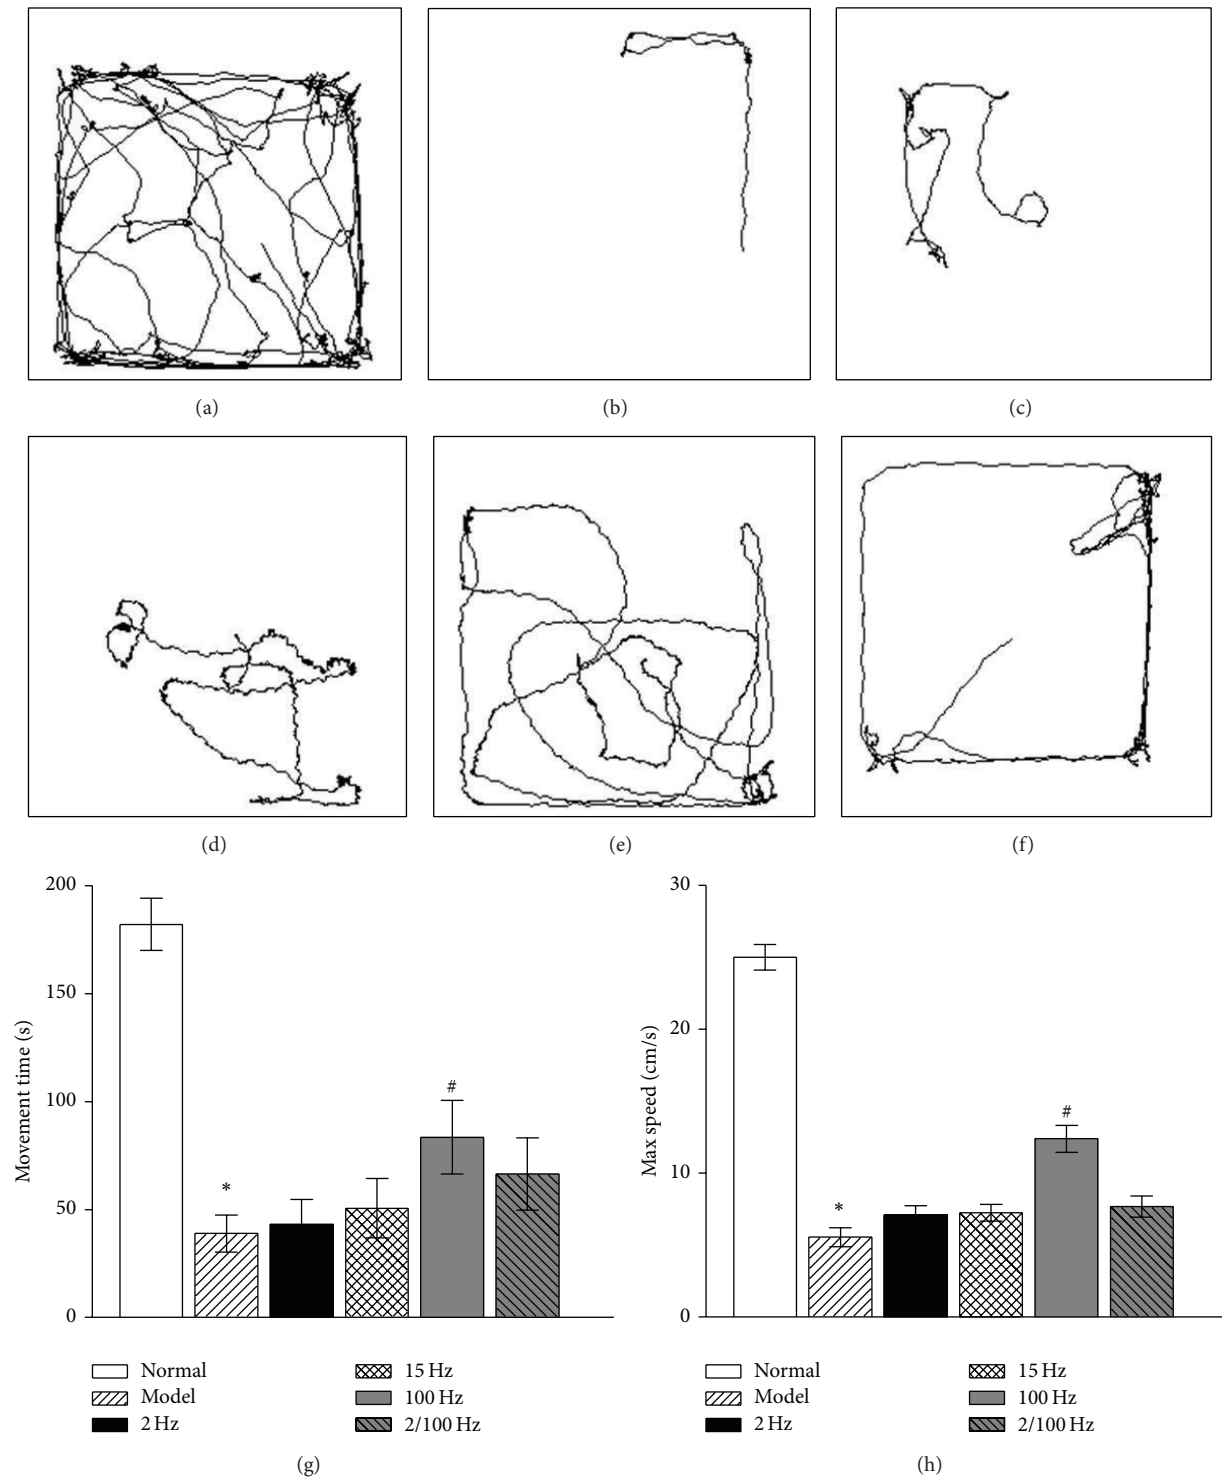 (a)
(b)
(c)
(d)
(e)
(f)
200
150
100
50
0
Movement time (s)
*
#
Normal
Model
2 Hz
15 Hz
100 Hz
2/100 Hz
(g)
30
20
10
0
Max speed (cm/s)
*
#
Normal
Model
2 Hz
15 Hz
100 Hz
2/100 Hz
(h)